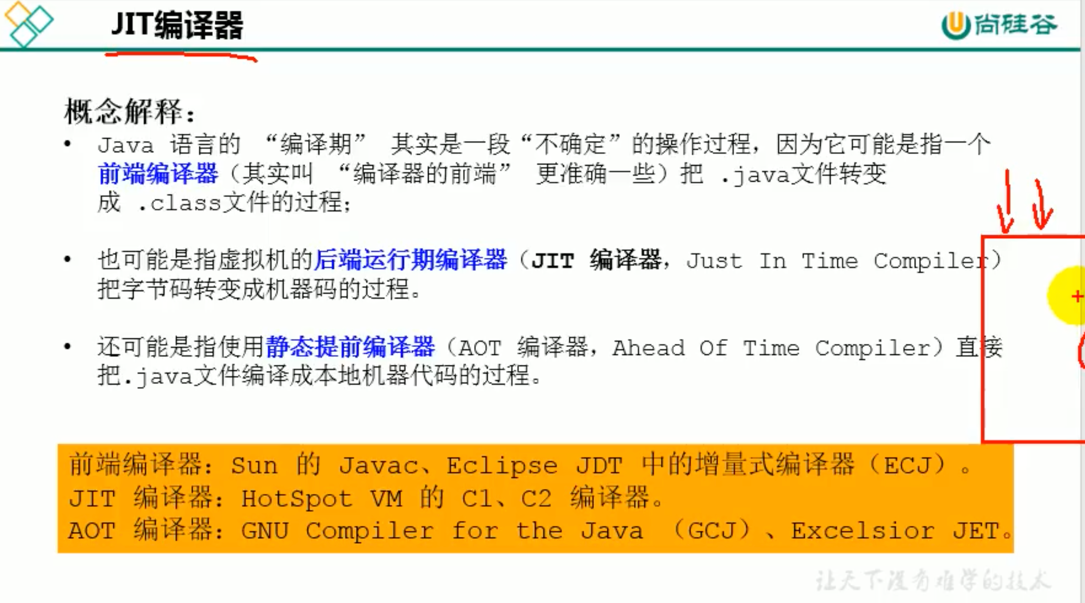 JIT编译器
尚硅谷
概念解释：
• Java 语言的 “编译期” 其实是一段“不确定”的操作过程，因为它可能是指一个
前端编译器（其实叫 “编译器的前端” 更准确一些）把 .java文件转变
成 .class文件的过程；
• 也可能是指虚拟机的后端运行期编译器（JIT 编译器，Just In Time Compiler）
把字节码转变成机器码的过程。
• 还可能是指使用静态提前编译器（AOT 编译器，Ahead Of Time Compiler）直接
把.java文件编译成本地机器代码的过程。
前端编译器：Sun 的 Javac、Eclipse JDT 中的增量式编译器（ECJ）。
JIT 编译器：HotSpot VM 的 C1、C2 编译器。
AOT 编译器：GNU Compiler for the Java （GCJ）、Excelsior JET。
让天下没有难学的技术